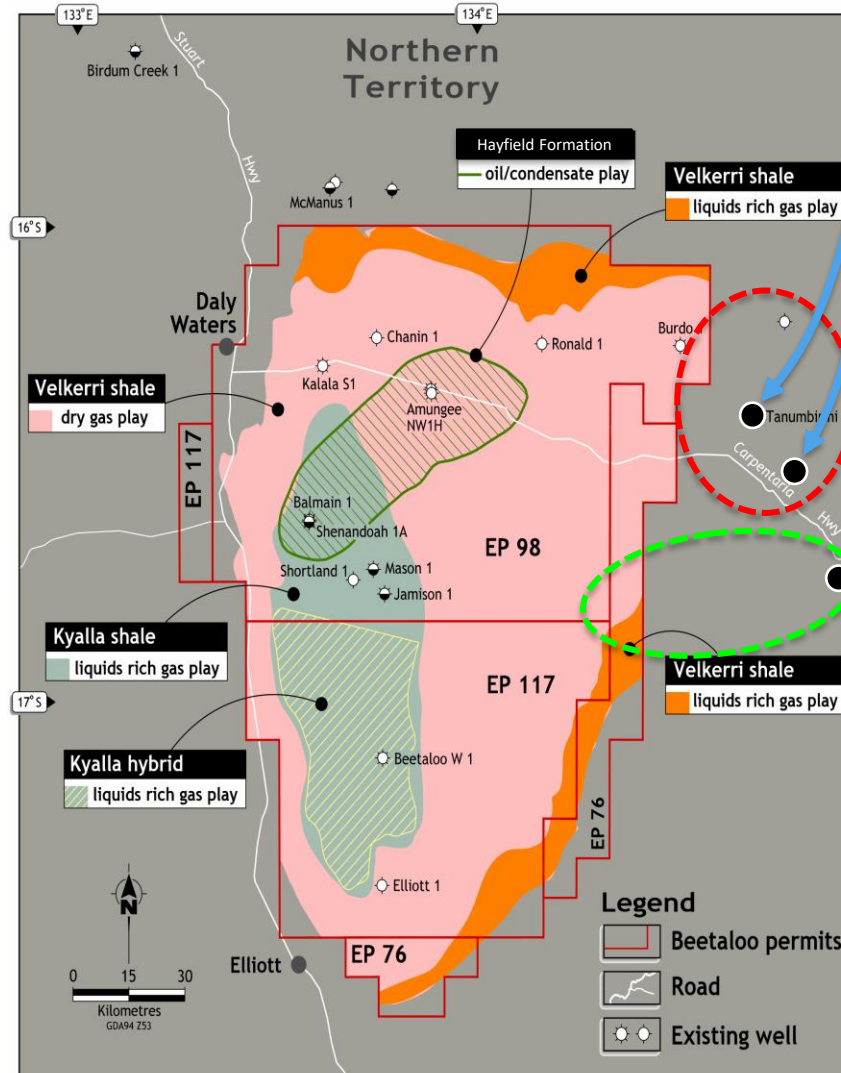 133°E
134°E
Stuart
Hwy
Birdum Creek 1
Northern
Territory
Hayfield Formation
oil/condensate play
Velkerri shale
liquids rich gas play
McManus 1
16°S
Daly
Waters
Chanin 1
Ronald 1
Kalala S1
Velkerri shale
dry gas play
Amungee
NW1H
Carpentaria
Hwy
EP 117
Balmain 1
Shenandoah 1A
EP 98
Shortland 1
Mason 1
Jamison 1
Kyalla shale
liquids rich gas play
Velkerri shale
liquids rich gas play
17°S
EP 117
Kyalla hybrid
liquids rich gas play
Beetaloo W 1
EP 76
Elliott 1
N
Legend
Beetaloo permits
Elliott
EP 76
0 15 30
Kilometres
GDA94 Z53
Road
Existing well